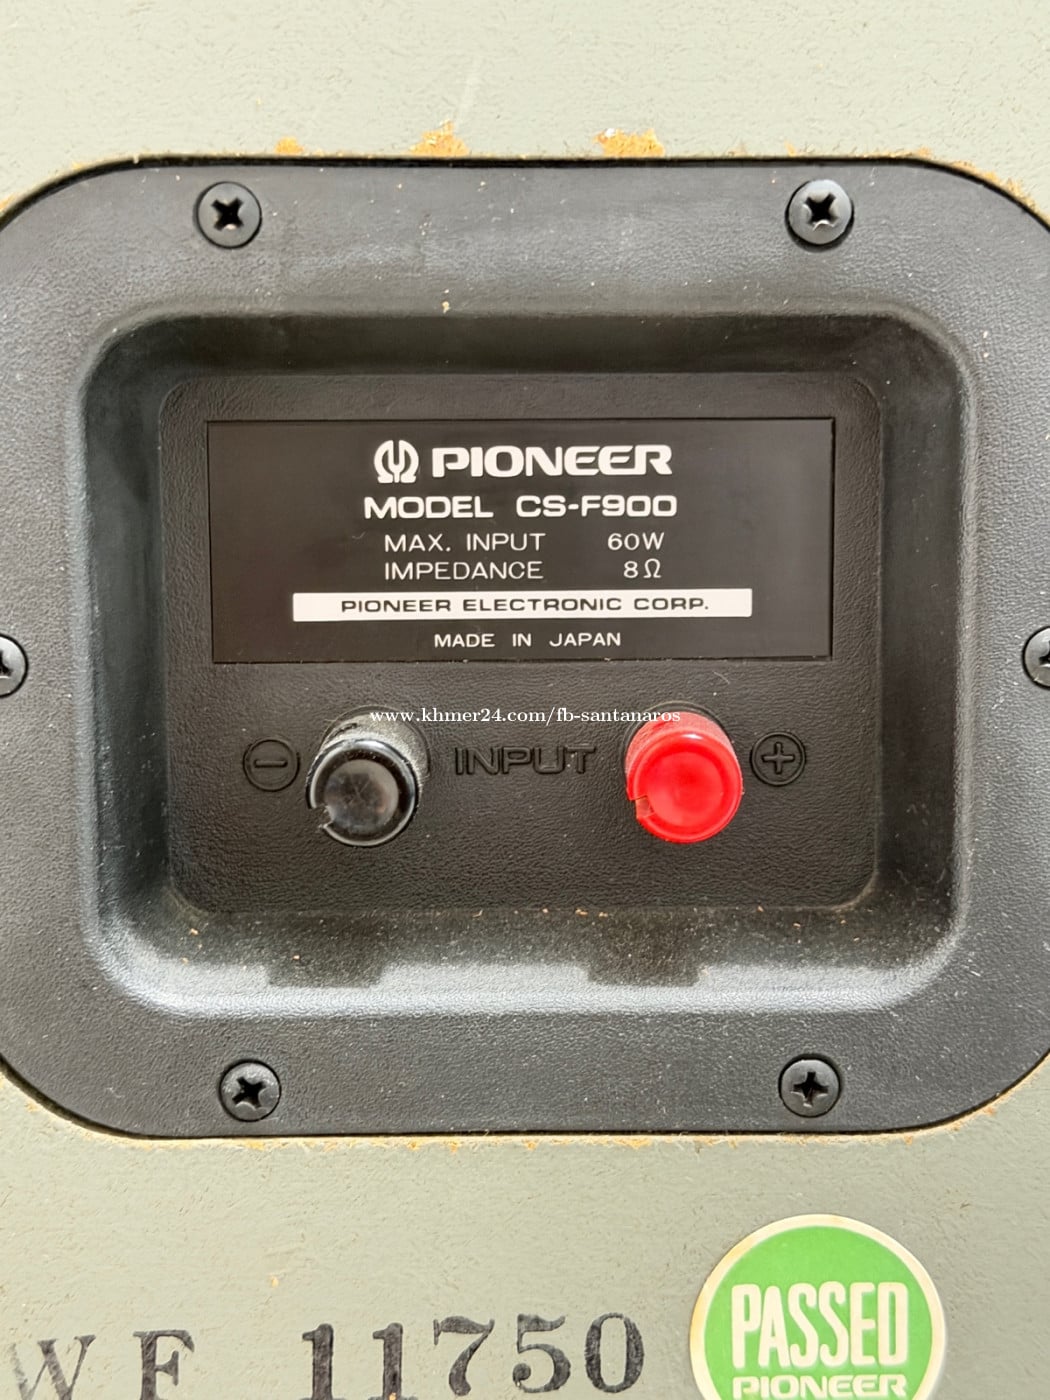 PIONEER
MODEL CS-F900
MAX. INPUT 60W
IMPEDANCE 8Ω
PIONEER ELECTRONIC CORP.
MADE IN JAPAN
www.khmer24.com/fb-santanaros
− INPUT +
WF 11750
PASSED
PIONEER